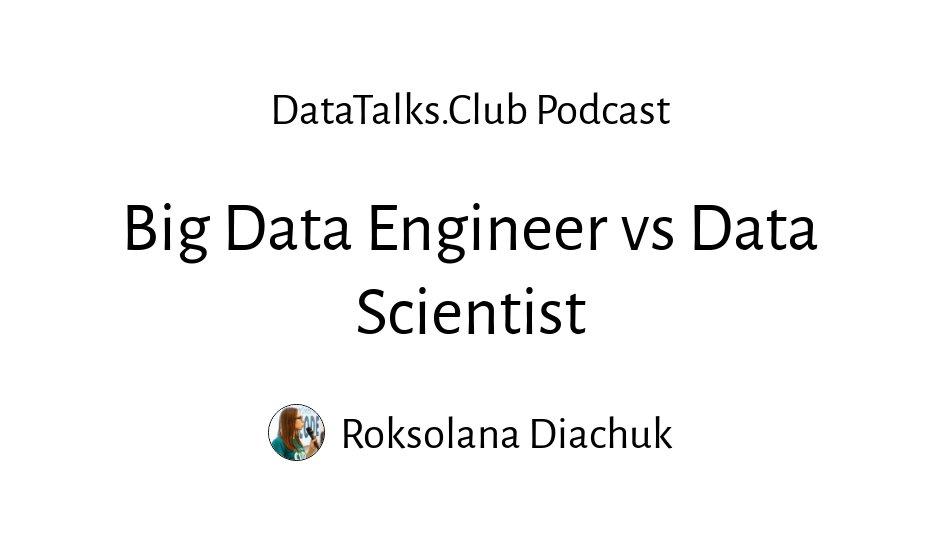 DataTalks.Club Podcast
Big Data Engineer vs Data
Scientist
Roksolana Diachuk